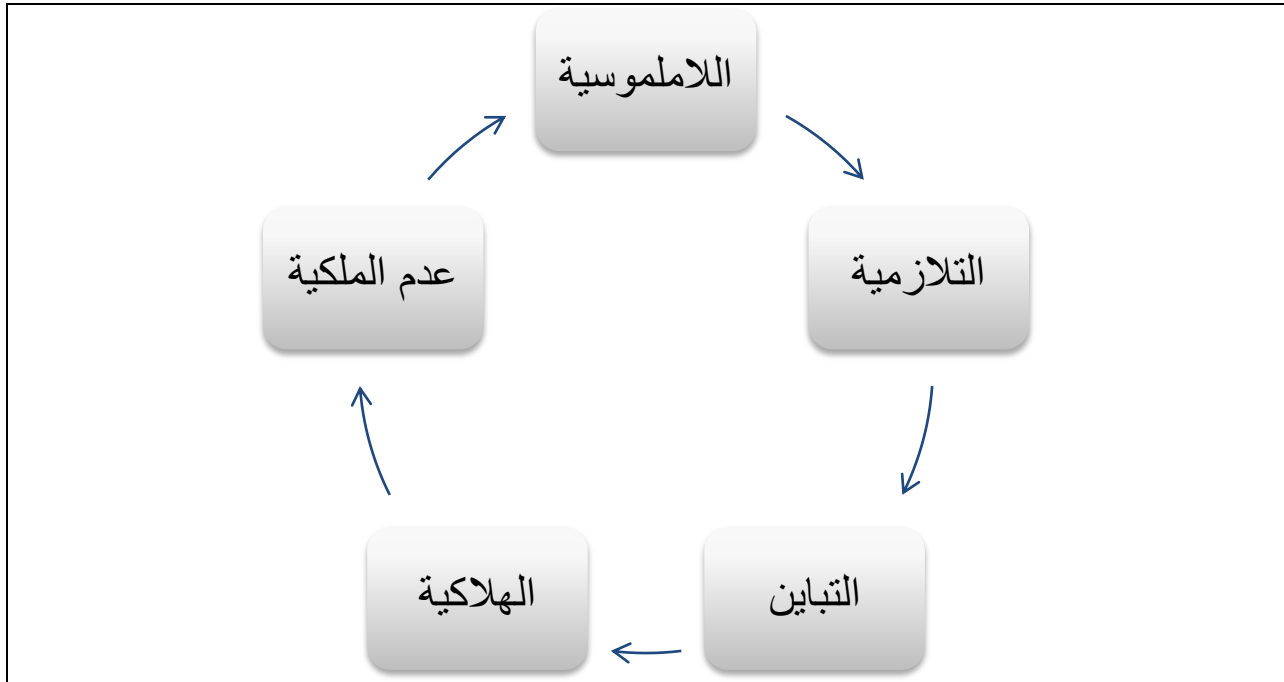 اللاملموسية
التلازمية
التباين
الهلاكية
عدم الملكية